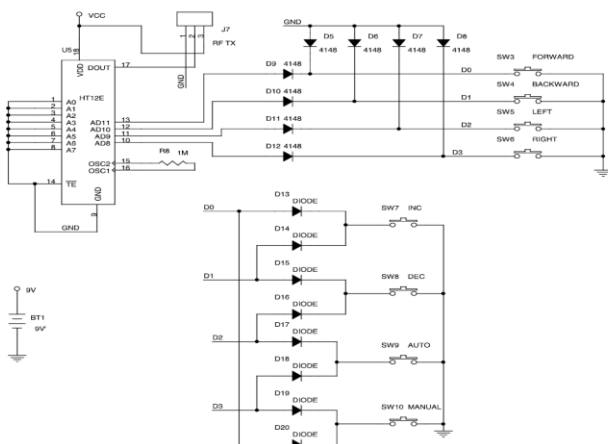 VCC
J7
RF TX
1 2 3
GND
U5
18
VDD
DOUT 17
HT12E
1 A0
2 A1
3 A2
4 A3
5 A4
6 A5
7 A6
8 A7
AD11 13
AD10 12
AD9 11
AD8 10
OSC2 15
OSC1 16
R8 1M
14 TE
GND
9
GND
GND
D5 D6 D7 D8
4148 4148 4148 4148
D9 4148
D10 4148
D11 4148
D12 4148
D0
D1
D2
D3
SW3 FORWARD
SW4 BACKWARD
SW5 LEFT
SW6 RIGHT
9V
BT1
9V'
D0
D1
D2
D3
D13
DIODE
D14
DIODE
D15
DIODE
D16
DIODE
D17
DIODE
D18
DIODE
D19
DIODE
D20
DIODE
SW7 INC
SW8 DEC
SW9 AUTO
SW10 MANUAL